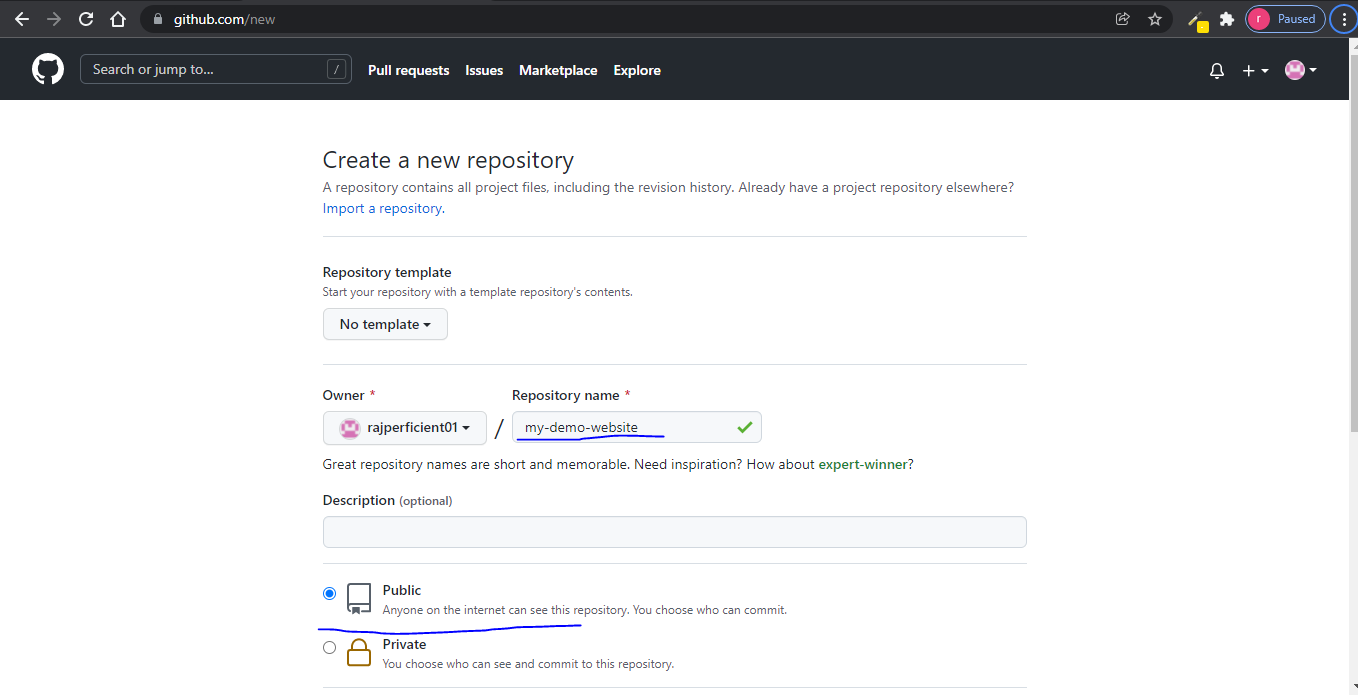 github.com/new
r Paused
Search or jump to... /
Pull requests Issues Marketplace Explore
Create a new repository
A repository contains all project files, including the revision history. Already have a project repository elsewhere?
Import a repository.
Repository template
Start your repository with a template repository's contents.
No template
Owner * Repository name *
rajperficient01 / my-demo-website
Great repository names are short and memorable. Need inspiration? How about expert-winner?
Description (optional)
Public
Anyone on the internet can see this repository. You choose who can commit.
Private
You choose who can see and commit to this repository.